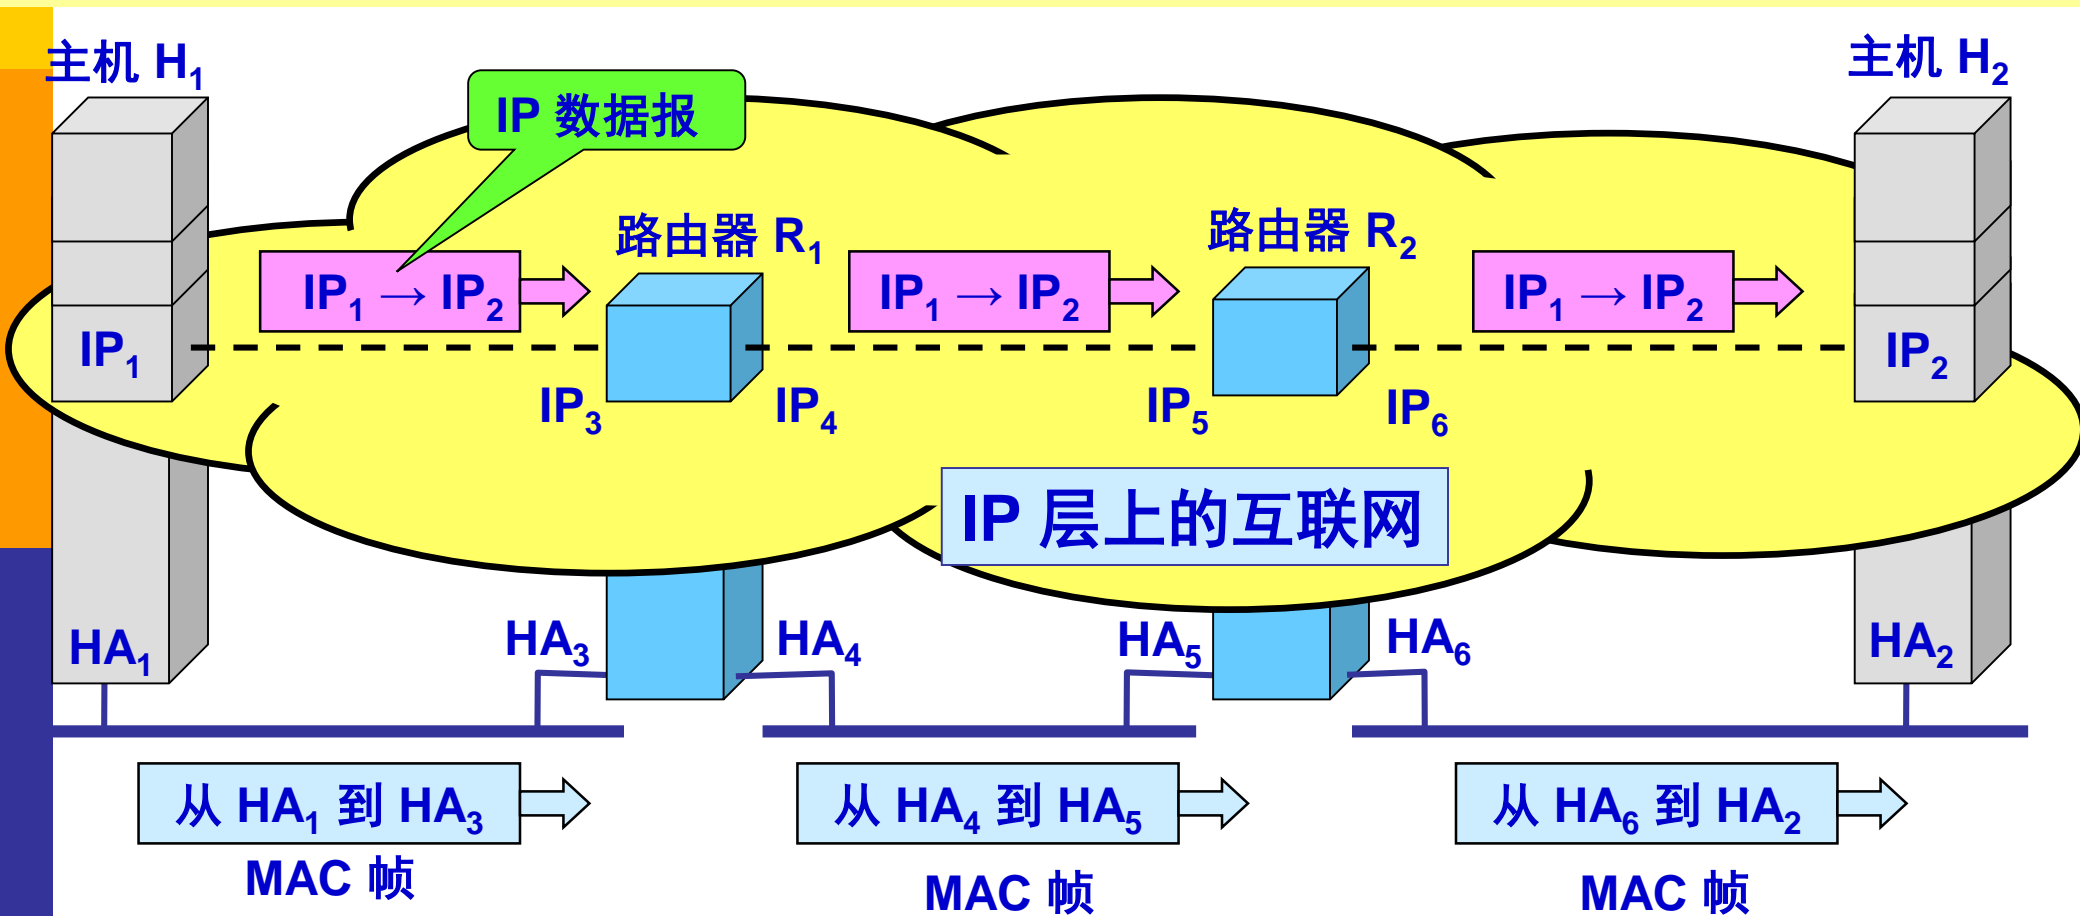 主机 H₁
主机 H₂
IP 数据报
路由器 R₁
路由器 R₂
IP₁ → IP₂
IP₁ → IP₂
IP₁ → IP₂
IP₁
IP₂
IP₃
IP₄
IP₅
IP₆
IP 层上的互联网
HA₁
HA₃
HA₄
HA₅
HA₆
HA₂
从 HA₁ 到 HA₃
从 HA₄ 到 HA₅
从 HA₆ 到 HA₂
MAC 帧
MAC 帧
MAC 帧